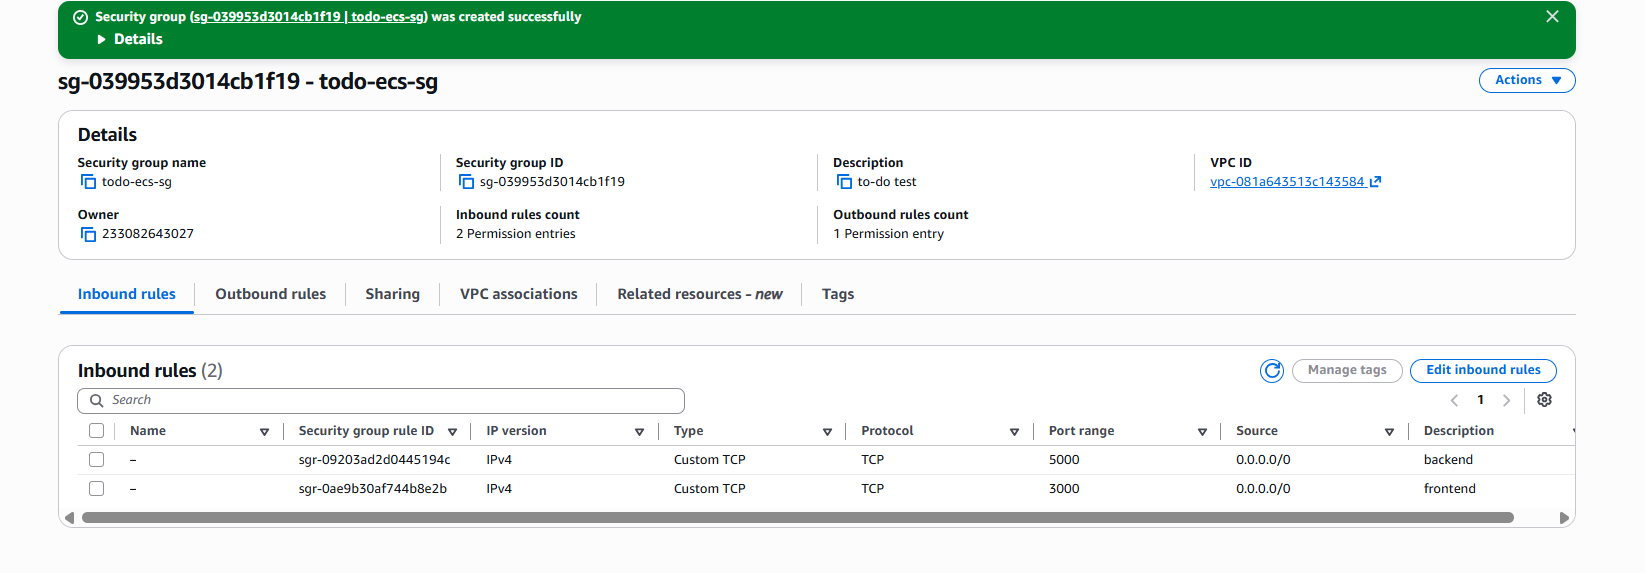 Security group (sg-039953d3014cb1f19 | todo-ecs-sg) was created successfully
Details
sg-039953d3014cb1f19 - todo-ecs-sg
Actions
Details
Security group name
todo-ecs-sg
Security group ID
sg-039953d3014cb1f19
Description
to-do test
VPC ID
vpc-081a643513c143584
Owner
233082643027
Inbound rules count
2 Permission entries
Outbound rules count
1 Permission entry
Inbound rules Outbound rules Sharing VPC associations Related resources - new Tags
Inbound rules (2)
Manage tags
Edit inbound rules
Search
1
Name Security group rule ID IP version Type Protocol Port range Source Description
– sgr-09203ad2d0445194c IPv4 Custom TCP TCP 5000 0.0.0.0/0 backend
– sgr-0ae9b30af744b8e2b IPv4 Custom TCP TCP 3000 0.0.0.0/0 frontend